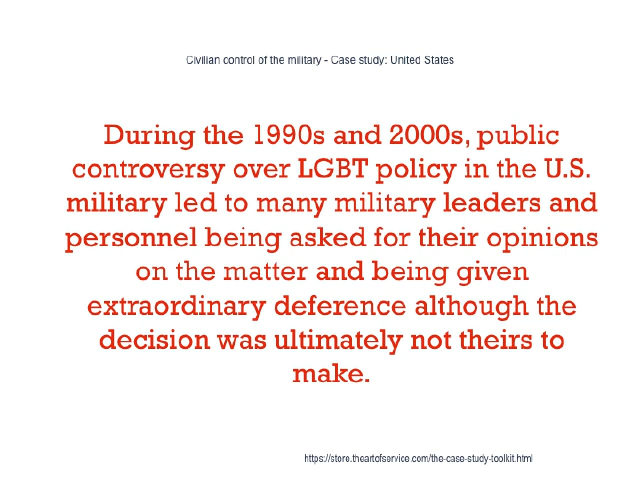 Civilian control of the military - Case study: United States
During the 1990s and 2000s, public
controversy over LGBT policy in the U.S.
military led to many military leaders and
personnel being asked for their opinions
on the matter and being given
extraordinary deference although the
decision was ultimately not theirs to
make.
https://store.theartofservice.com/the-case-study-toolkit.html